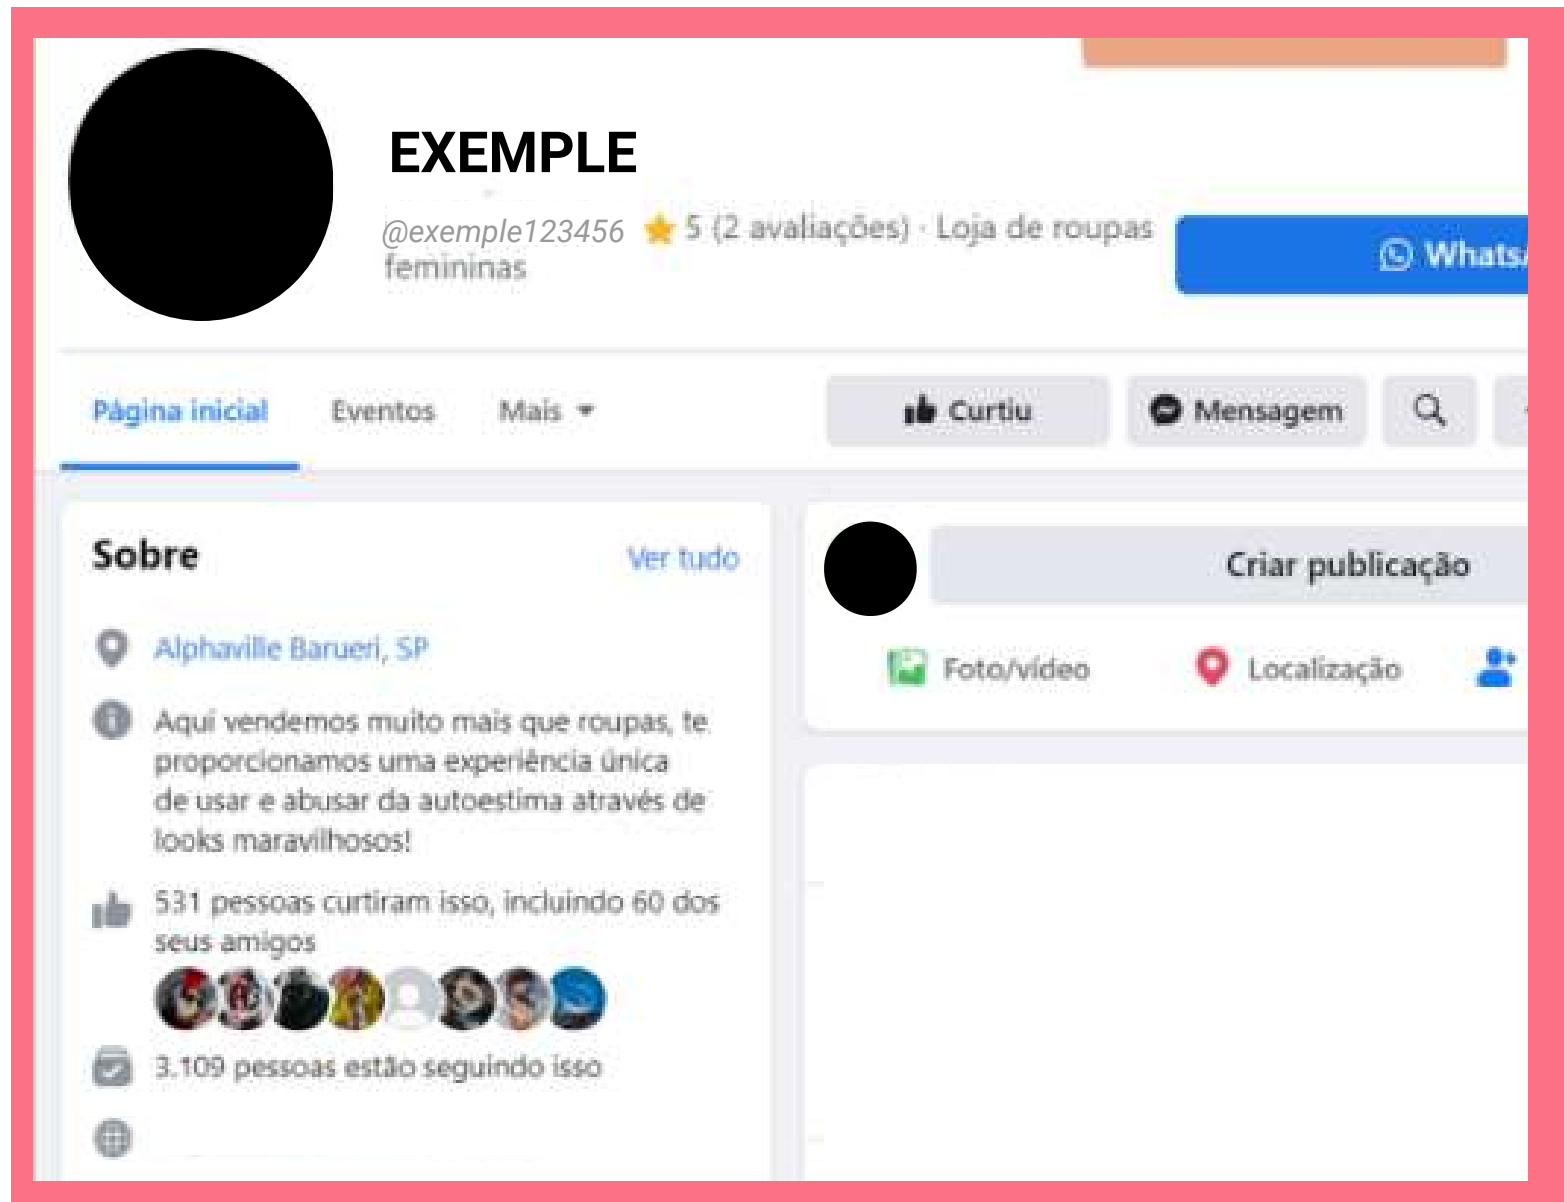 EXEMPLE
@exemple123456 5 (2 avaliações) · Loja de roupas
femininas
Página inicial Eventos Mais
Curtiu Mensagem
Sobre Ver tudo
Alphaville Barueri, SP
Aqui vendemos muito mais que roupas, te
proporcionamos uma experiência única
de usar e abusar da autoestima através de
looks maravilhosos!
531 pessoas curtiram isso, incluindo 60 dos
seus amigos
3.109 pessoas estão seguindo isso
Criar publicação
Foto/vídeo Localização